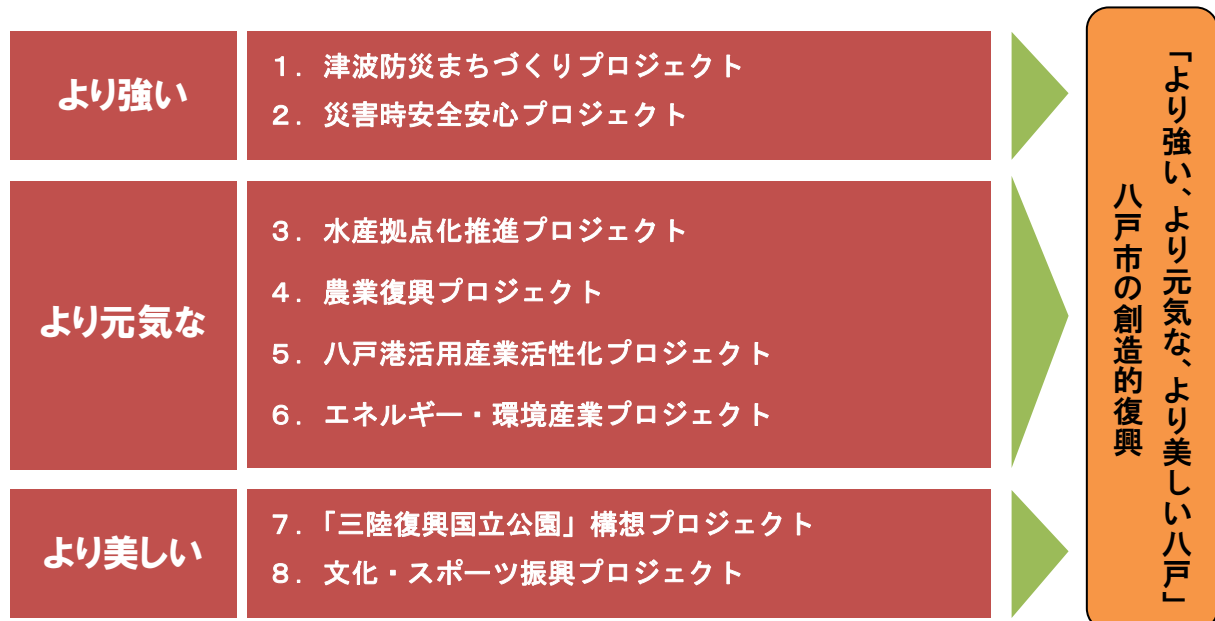 より強い
１．津波防災まちづくりプロジェクト
２．災害時安全安心プロジェクト
より元気な
３．水産拠点化推進プロジェクト
４．農業復興プロジェクト
５．八戸港活用産業活性化プロジェクト
６．エネルギー・環境産業プロジェクト
より美しい
７．「三陸復興国立公園」構想プロジェクト
８．文化・スポーツ振興プロジェクト
「より強い、より元気な、より美しい八戸」
八戸市の創造的復興